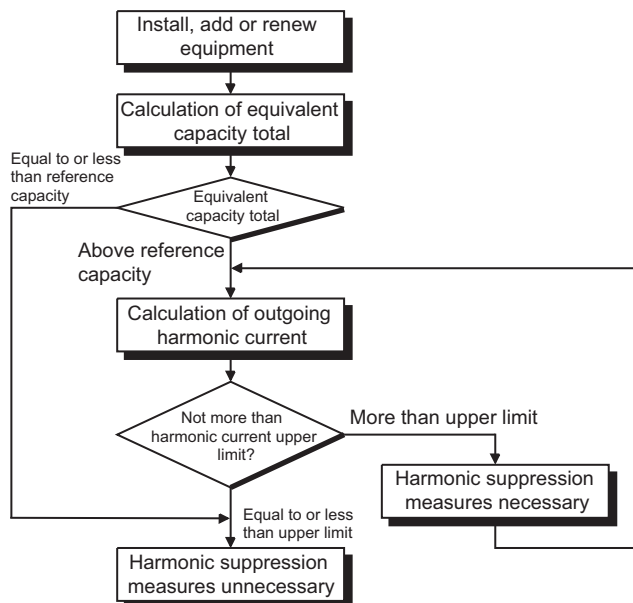 Install, add or renew
equipment
Calculation of equivalent
capacity total
Equal to or less
than reference
capacity
Equivalent
capacity total
Above reference
capacity
Calculation of outgoing
harmonic current
Not more than
harmonic current upper
limit?
More than upper limit
Harmonic suppression
measures necessary
Equal to or less
than upper limit
Harmonic suppression
measures unnecessary